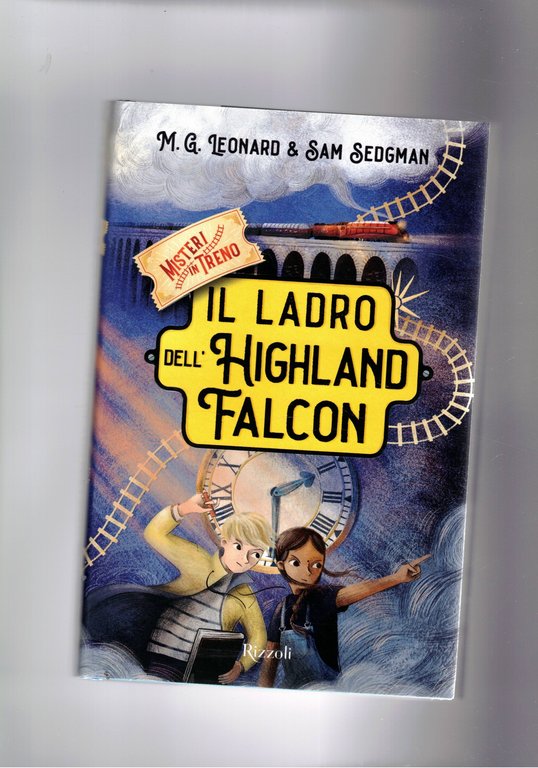 M. G. LEONARD & SAM SEDGMAN
MISTERI
IN TRENO
IL LADRO
DELL' HIGHLAND
FALCON
Rizzoli